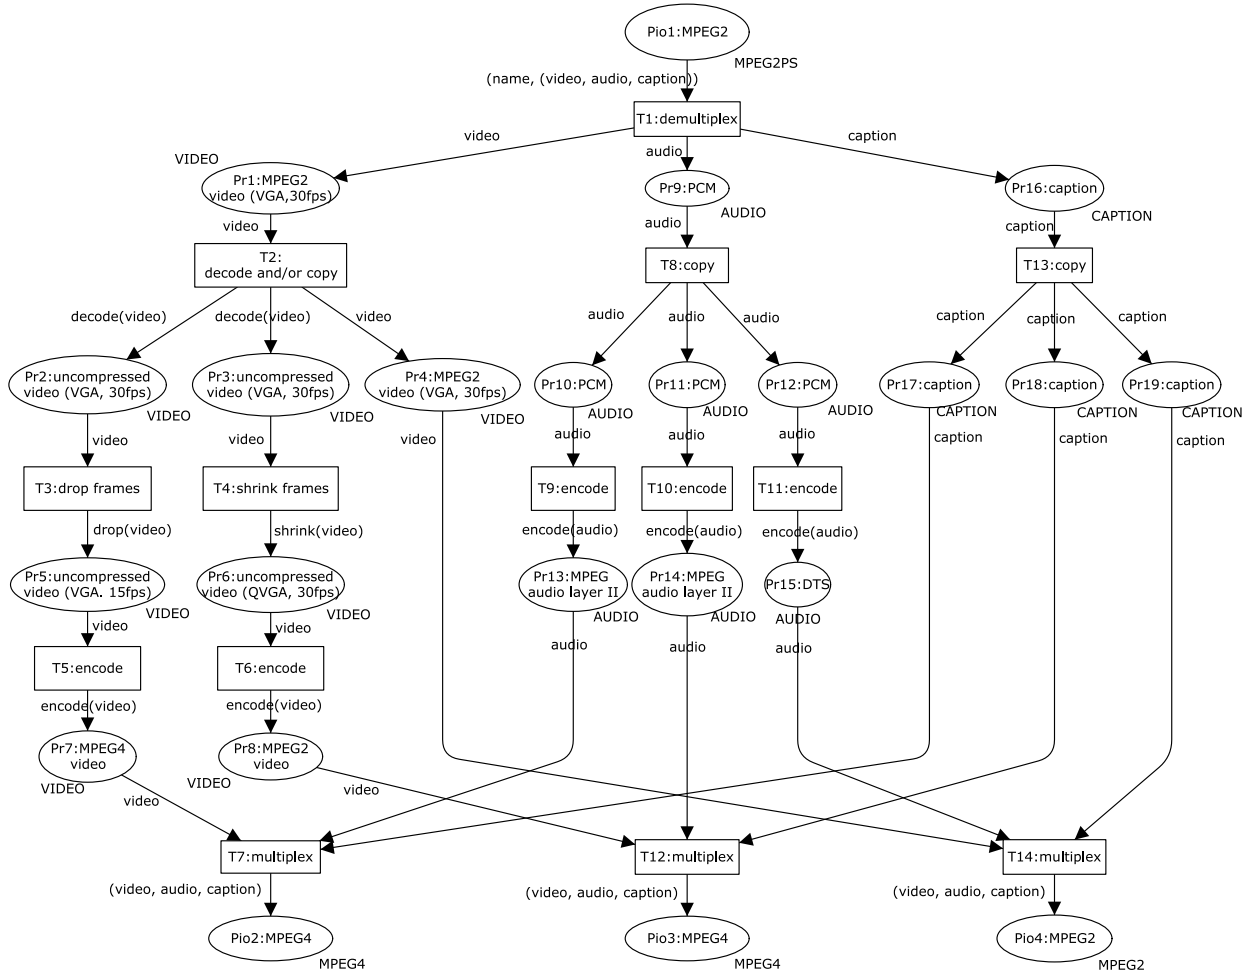 Pio1:MPEG2
MPEG2PS
(name, (video, audio, caption))
T1:demultiplex
video
audio
caption
VIDEO
Pr1:MPEG2
video (VGA,30fps)
Pr9:PCM
AUDIO
Pr16:caption
CAPTION
video
audio
caption
T2:
decode and/or copy
T8:copy
T13:copy
decode(video)
decode(video)
video
audio
audio
audio
caption
caption
caption
Pr2:uncompressed
video (VGA, 30fps)
VIDEO
Pr3:uncompressed
video (VGA, 30fps)
VIDEO
Pr4:MPEG2
video (VGA, 30fps)
VIDEO
Pr10:PCM
AUDIO
Pr11:PCM
AUDIO
Pr12:PCM
AUDIO
Pr17:caption
CAPTION
Pr18:caption
CAPTION
Pr19:caption
CAPTION
video
video
video
audio
audio
audio
caption
caption
caption
T3:drop frames
T4:shrink frames
T9:encode
T10:encode
T11:encode
drop(video)
shrink(video)
encode(audio)
encode(audio)
encode(audio)
Pr5:uncompressed
video (VGA. 15fps)
VIDEO
Pr6:uncompressed
video (QVGA, 30fps)
VIDEO
Pr13:MPEG
audio layer II
AUDIO
Pr14:MPEG
audio layer II
AUDIO
Pr15:DTS
AUDIO
video
video
audio
audio
audio
T5:encode
T6:encode
encode(video)
encode(video)
Pr7:MPEG4
video
VIDEO
Pr8:MPEG2
video
VIDEO
video
video
T7:multiplex
T12:multiplex
T14:multiplex
(video, audio, caption)
(video, audio, caption)
(video, audio, caption)
Pio2:MPEG4
MPEG4
Pio3:MPEG4
MPEG4
Pio4:MPEG2
MPEG2